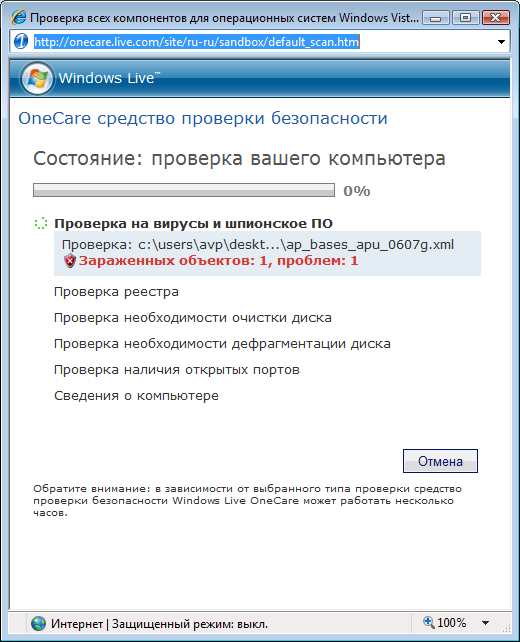 Проверка всех компонентов для операционных систем Windows Vist...
http://onecare.live.com/site/ru-ru/sandbox/default_scan.htm
Windows Live™
OneCare средство проверки безопасности
Состояние: проверка вашего компьютера
0%
Проверка на вирусы и шпионское ПО
Проверка: c:\users\avp\deskt...\ap_bases_apu_0607g.xml
Зараженных объектов: 1, проблем: 1
Проверка реестра
Проверка необходимости очистки диска
Проверка необходимости дефрагментации диска
Проверка наличия открытых портов
Сведения о компьютере
Отмена
Обратите внимание: в зависимости от выбранного типа проверки средство
проверки безопасности Windows Live OneCare может работать несколько
часов.
Интернет | Защищенный режим: выкл.
100%